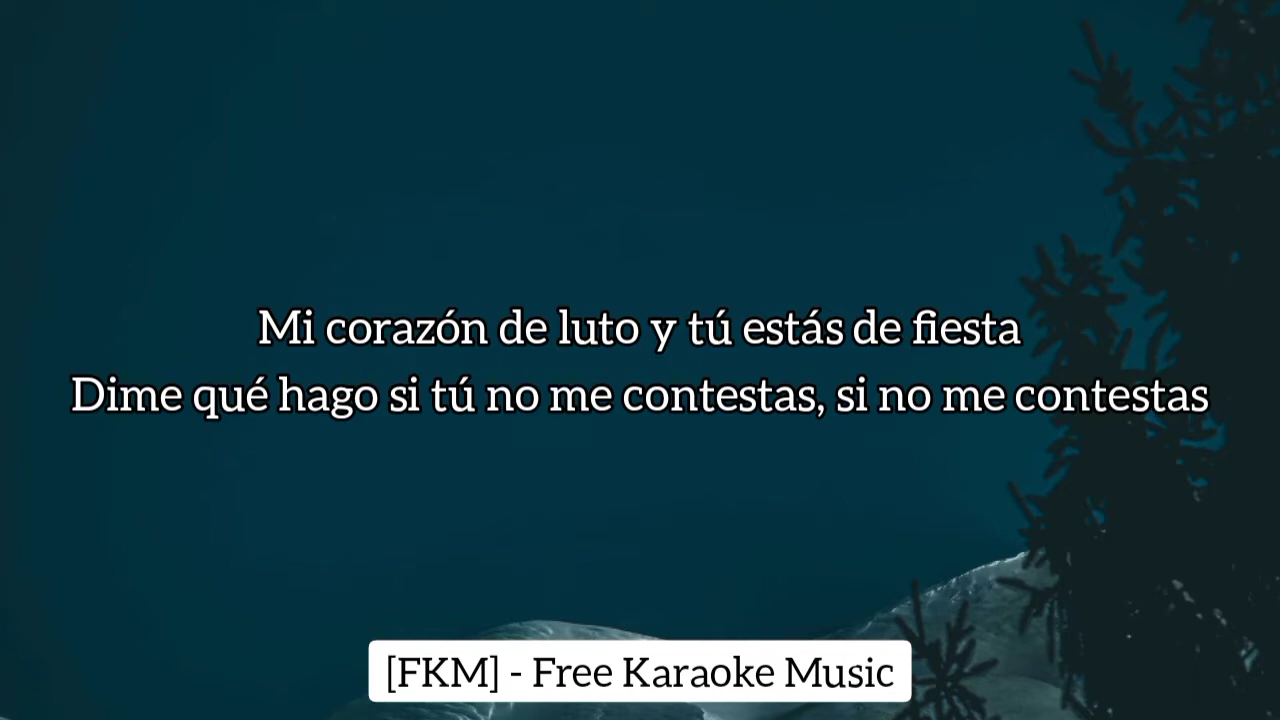 Mi corazón de luto y tú estás de fiesta
Dime qué hago si tú no me contestas, si no me contestas
[FKM] - Free Karaoke Music